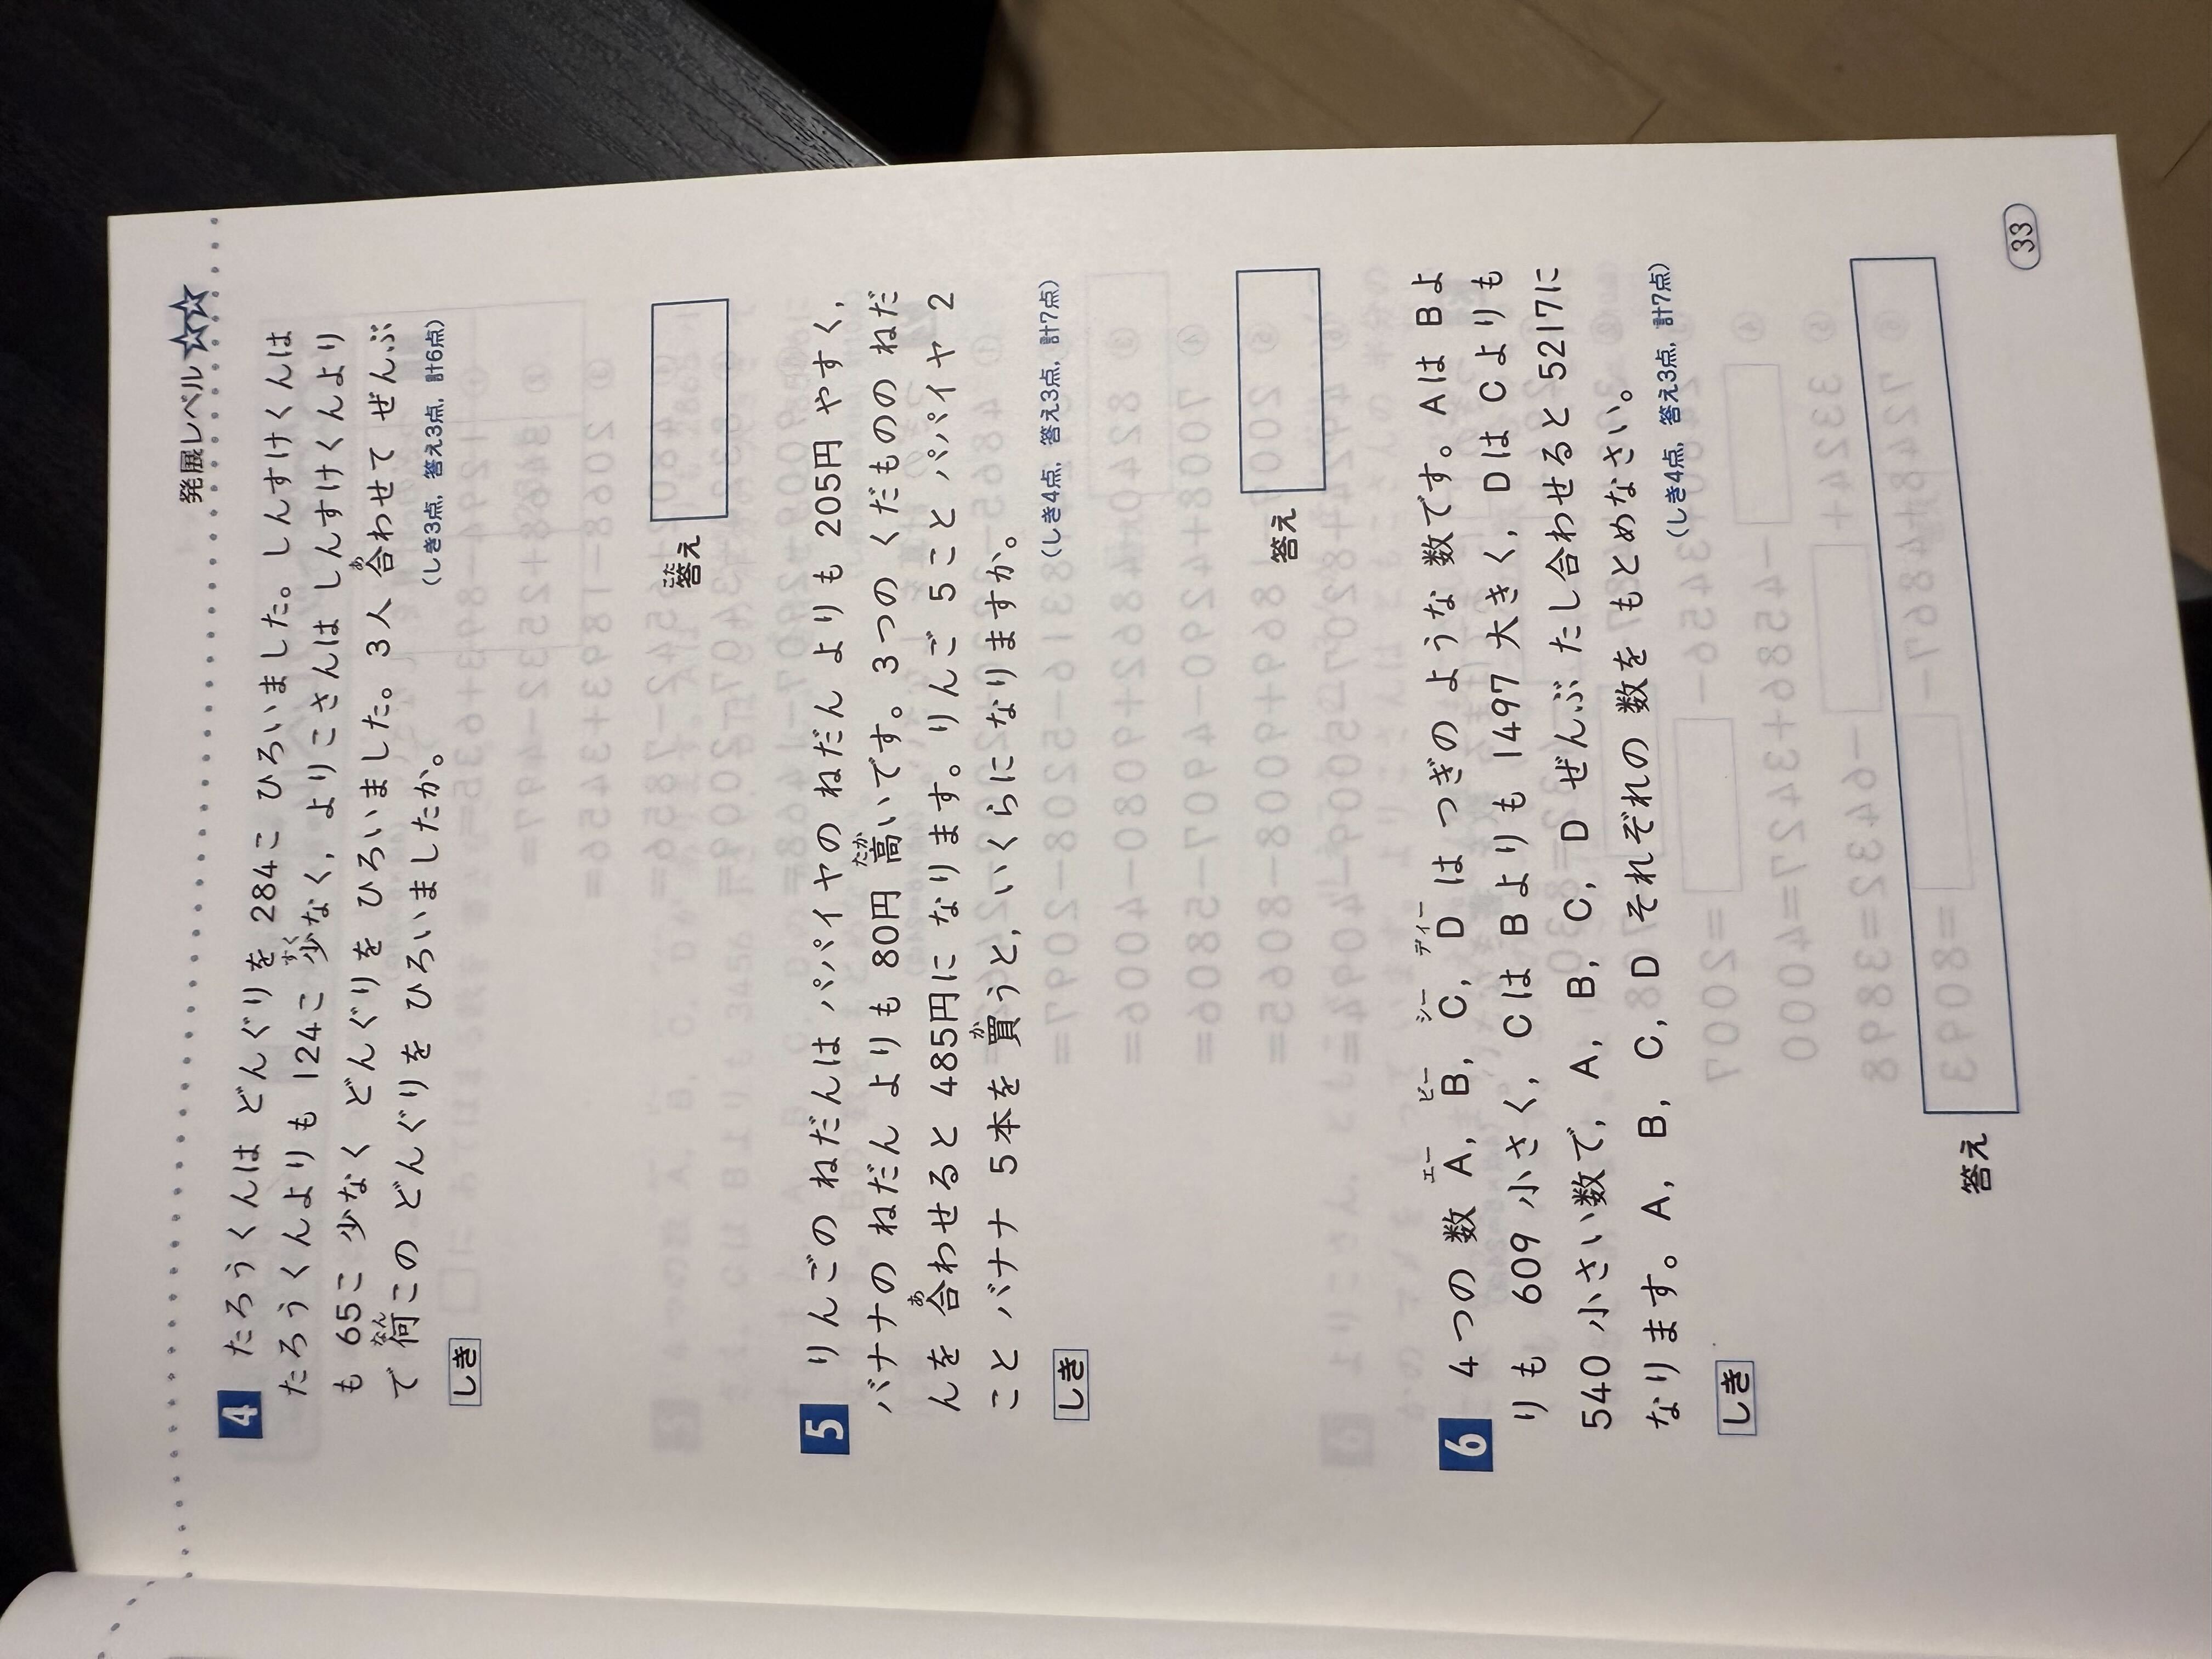 発展レベル
4 たろうくんは どんぐりを 284こ ひろいました。しんすけくんは
たろうくんよりも 124こ 少なく，よりこさんは しんすけくんより
も 65こ 少なく どんぐりを ひろいました。3人 合わせて ぜんぶ
で 何この どんぐりを ひろいましたか。
(しき3点，答え3点，計6点)
しき
答え
5 りんごの ねだんは パパイヤの ねだん よりも 205円 やすく，
バナナの ねだん よりも 80円 高いです。3つの くだものの ねだ
んを 合わせると 485円に なります。りんご 5こと パパイヤ 2
こと バナナ 5本を 買うと，いくらになりますか。
(しき4点，答え3点，計7点)
しき
答え
6 4つの 数 A，B，C，D は つぎの ような 数です。Aは Bよ
りも 609 小さく，Cは Bよりも 1497 大きく，Dは Cよりも
540 小さい数で，A，B，C，D ぜんぶ たし合わせると 5217に
なります。A，B，C，D それぞれの 数を もとめなさい。
(しき4点，答え3点，計7点)
しき
答え
33